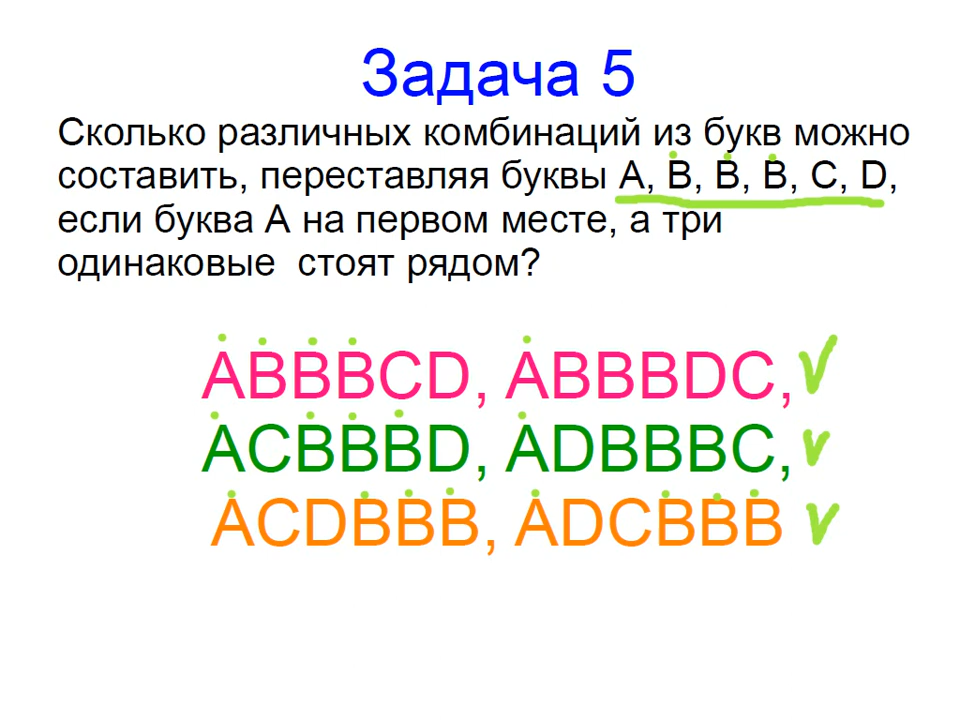 Задача 5
Сколько различных комбинаций из букв можно
составить, переставляя буквы A, B, B, B, C, D,
если буква А на первом месте, а три
одинаковые стоят рядом?
ABBBCD, ABBBDC,
ACBBBD, ADBBBC,
ACDBBB, ADCBBB